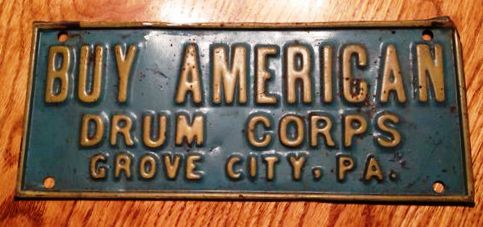 BUY AMERICAN
DRUM CORPS
GROVE CITY, PA.